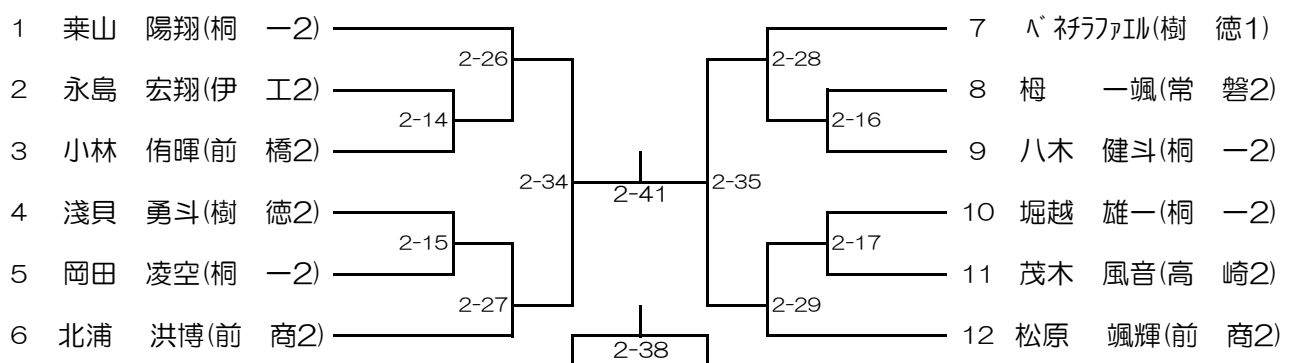 1 桒山 陽翔(桐 一2)
2 永島 宏翔(伊 工2)
3 小林 侑暉(前 橋2)
4 淺貝 勇斗(樹 徳2)
5 岡田 凌空(桐 一2)
6 北浦 洪博(前 商2)
2-26
2-14
2-34
2-15
2-27
2-41
2-38
2-28
2-16
2-35
2-17
2-29
7 ﾍﾞﾈﾁﾗﾌｧｴﾙ(樹 徳1)
8 栂 一颯(常 磐2)
9 八木 健斗(桐 一2)
10 堀越 雄一(桐 一2)
11 茂木 風音(高 崎2)
12 松原 颯輝(前 商2)